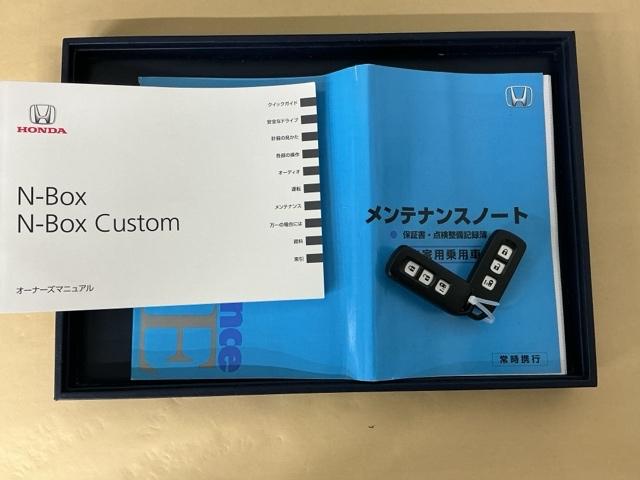 HONDA
N-Box
N-Box Custom
オーナーズマニュアル
クイックガイド
安全なドライブ
計器の見かた
各部の操作
オーディオ
運転
メンテナンス
万一の場合には
資料
索引
メンテナンスノート
保証書・点検整備記録簿
家用乗用車
常時携行
nce
E